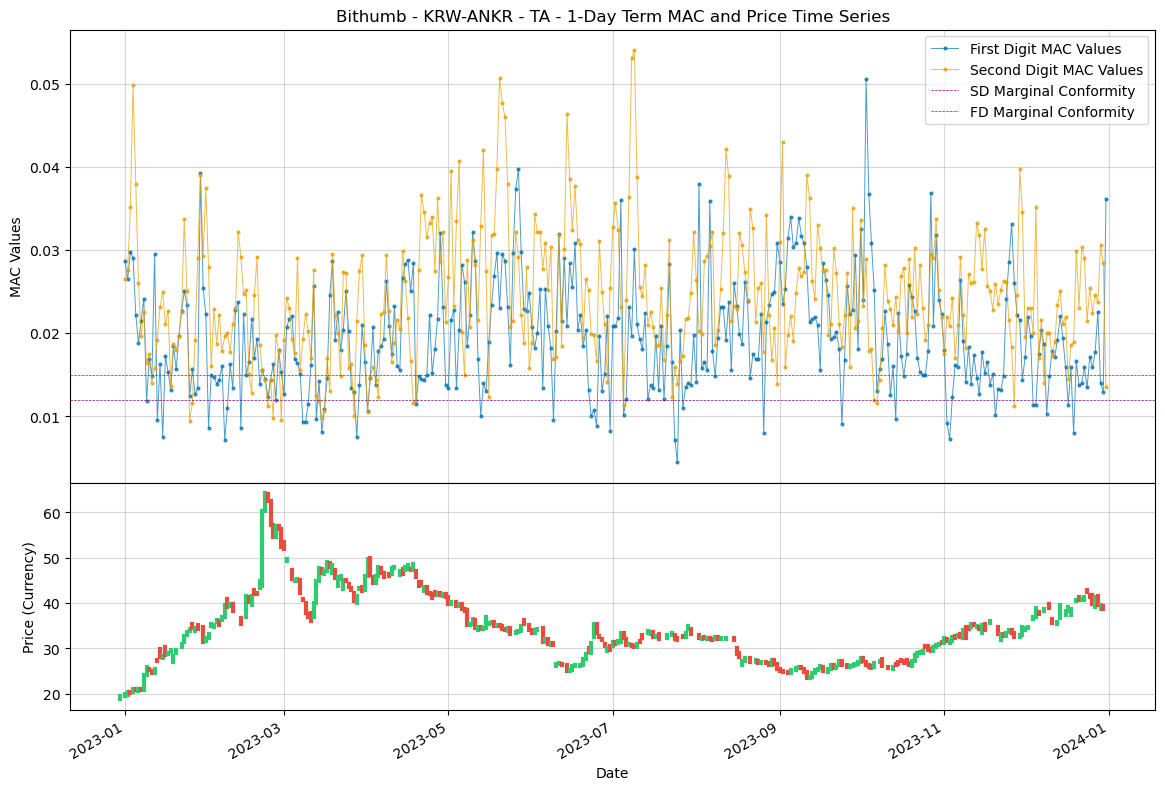 Bithumb - KRW-ANKR - TA - 1-Day Term MAC and Price Time Series
First Digit MAC Values
Second Digit MAC Values
SD Marginal Conformity
FD Marginal Conformity
MAC Values
0.05
0.04
0.03
0.02
0.01
Price (Currency)
60
50
40
30
20
2023-01
2023-03
2023-05
2023-07
2023-09
2023-11
2024-01
Date